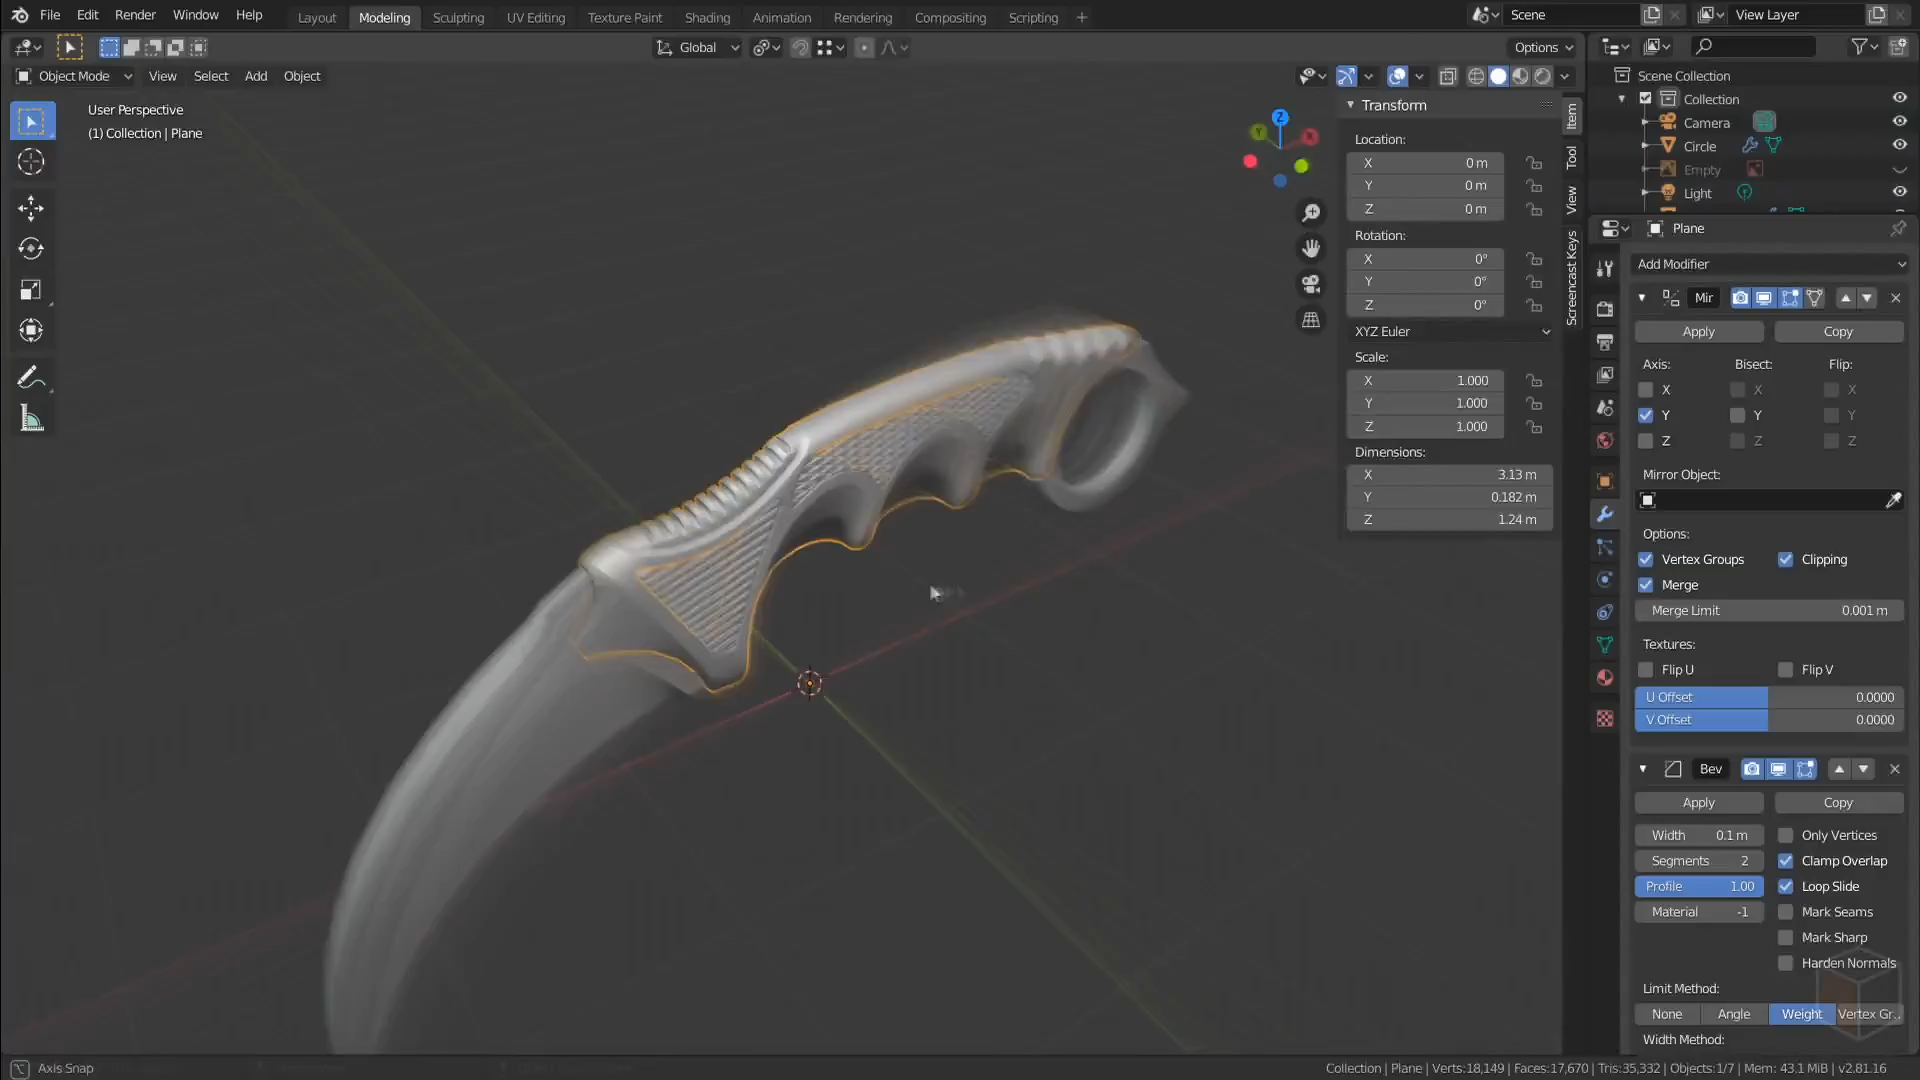 File Edit Render Window Help Layout Modeling Sculpting UV Editing Texture Paint Shading Animation Rendering Compositing Scripting + Scene View Layer
Global Options
Object Mode View Select Add Object
User Perspective
(1) Collection | Plane
Z
Y
X
Transform
Location:
X 0 m
Y 0 m
Z 0 m
Rotation:
X 0°
Y 0°
Z 0°
XYZ Euler
Scale:
X 1.000
Y 1.000
Z 1.000
Dimensions:
X 3.13 m
Y 0.182 m
Z 1.24 m
Item
Tool
View
Screencast Keys
Scene Collection
Collection
Camera
Circle
Empty
Light
Plane
Add Modifier
Mir
Apply Copy
Axis: Bisect: Flip:
X X X
Y Y Y
Z Z Z
Mirror Object:
Options:
Vertex Groups Clipping
Merge
Merge Limit 0.001 m
Textures:
Flip U Flip V
U Offset 0.0000
V Offset 0.0000
Bev
Apply Copy
Width 0.1 m Only Vertices
Segments 2 Clamp Overlap
Profile 1.00 Loop Slide
Material -1 Mark Seams
Mark Sharp
Harden Normals
Limit Method:
None Angle Weight Vertex Gr..
Width Method:
Axis Snap
Collection | Plane | Verts:18,149 | Faces:17,670 | Tris:35,332 | Objects:1/7 | Mem: 43.1 MiB | v2.81.16